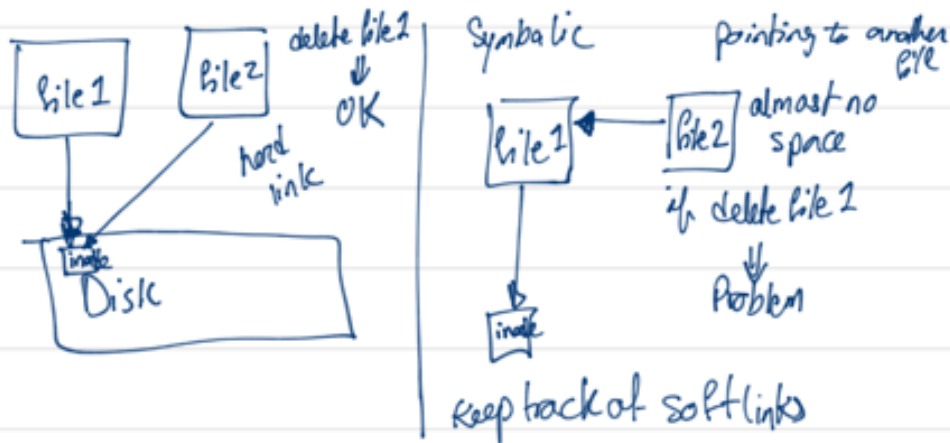 file1
file2
delete file1
OK
hard
link
inode
Disk
Symbalic
pointing to another
file
file1
file2
almost no
space
if delete file 1
Problem
inode
keep track of softlinks